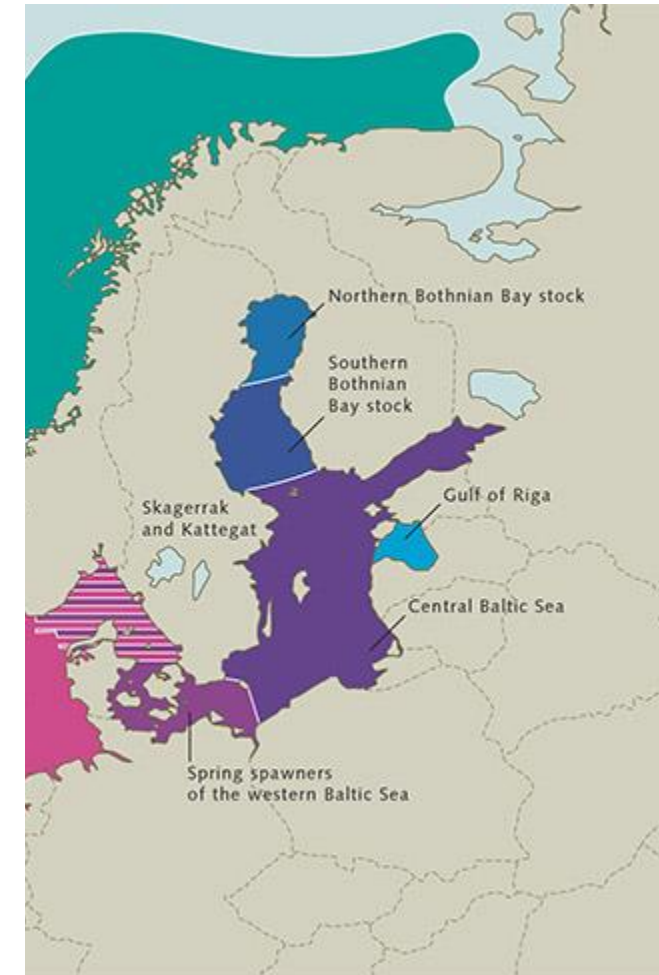 Northern Bothnian Bay stock
Southern
Bothnian
Bay stock
Gulf of Riga
Skagerrak
and Kattegat
Central Baltic Sea
Spring spawners
of the western Baltic Sea